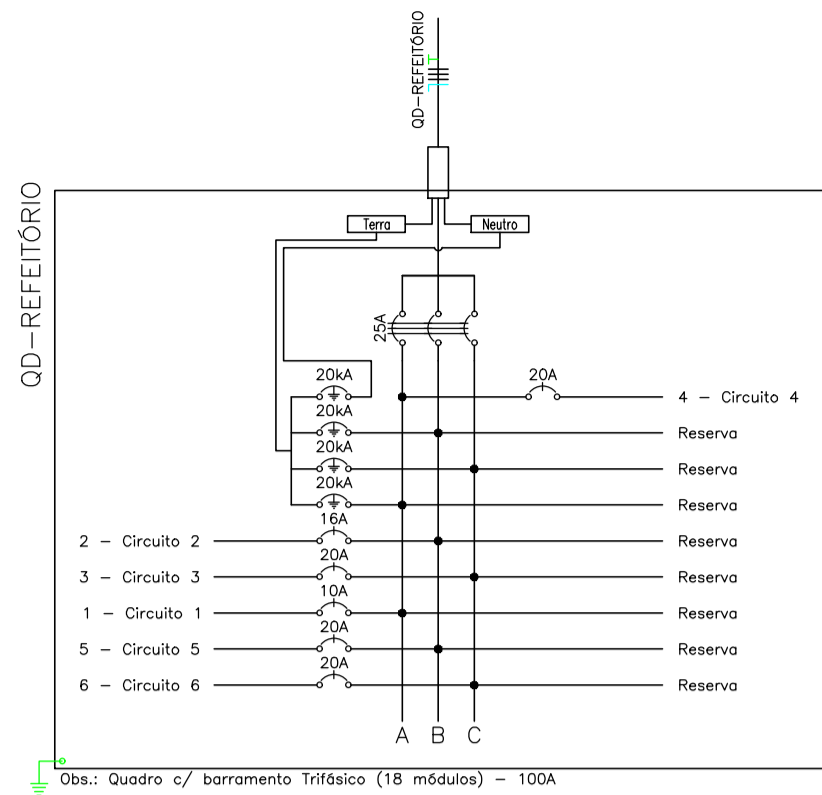 QD-REFEITÓRIO
QD-REFEITÓRIO
Terra
Neutro
25A
20kA
20A
4 - Circuito 4
20kA
Reserva
20kA
Reserva
20kA
Reserva
16A
2 - Circuito 2
Reserva
20A
3 - Circuito 3
Reserva
10A
1 - Circuito 1
Reserva
20A
5 - Circuito 5
Reserva
20A
6 - Circuito 6
Reserva
A B C
Obs.: Quadro c/ barramento Trifásico (18 módulos) - 100A